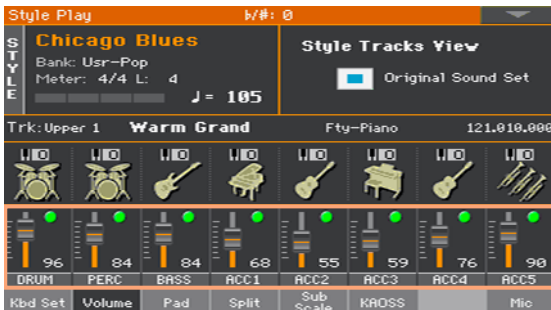 Style Play ♭/#: 0
STYLE
Chicago Blues
Bank: Usr-Pop
Meter: 4/4 L: 4
♩= 105
Style Tracks View
Original Sound Set
Trk:Upper 1 Warm Grand Fty-Piano 121.010.000
96 84 84 68 55 59 76 90
DRUM PERC BASS ACC1 ACC2 ACC3 ACC4 ACC5
Kbd Set Volume Pad Split Sub Scale KAOSS Mic